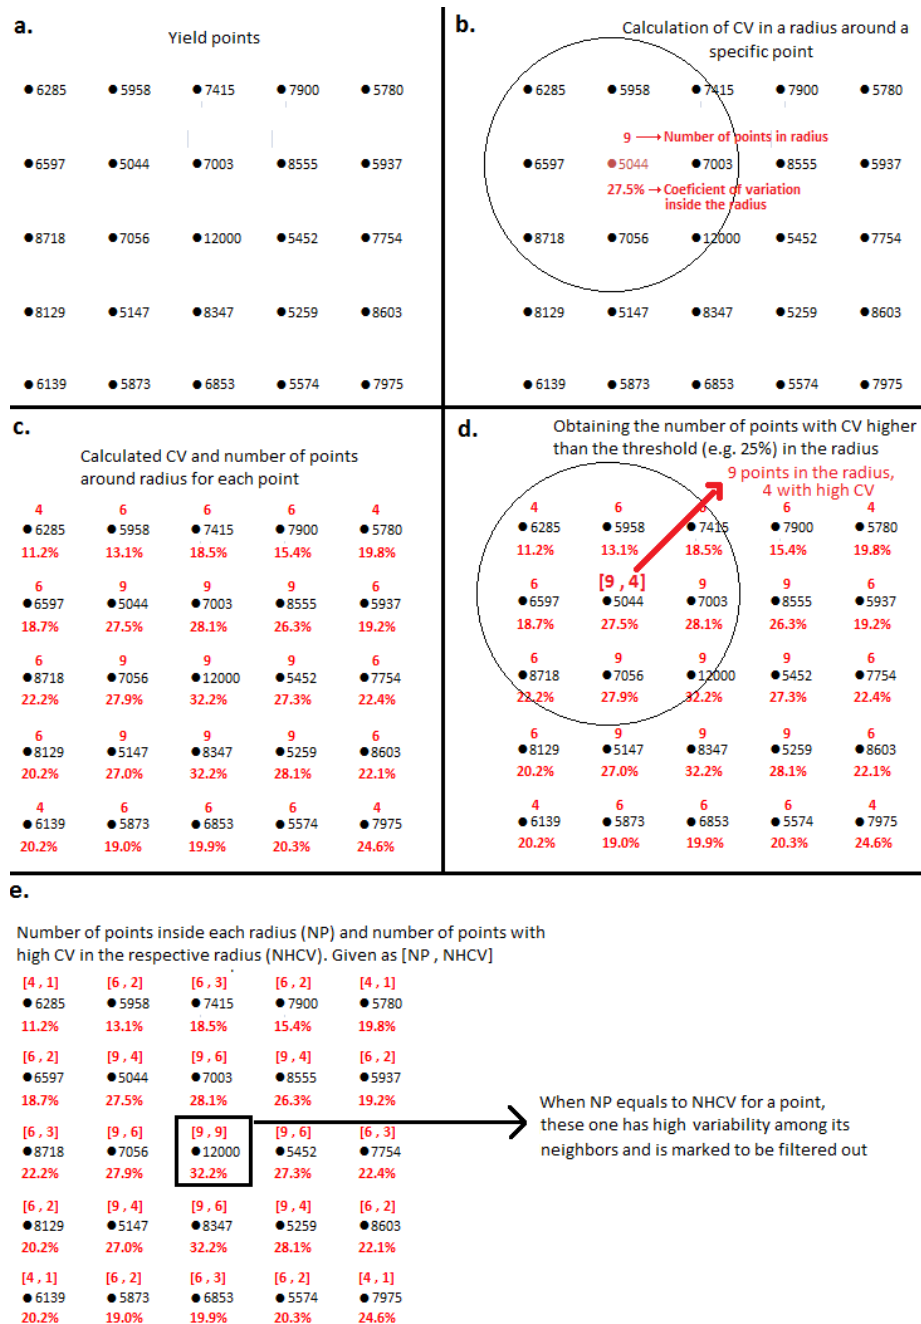 a.
Yield points
6285 5958 7415 7900 5780
6597 5044 7003 8555 5937
8718 7056 12000 5452 7754
8129 5147 8347 5259 8603
6139 5873 6853 5574 7975
b.
Calculation of CV in a radius around a
specific point
6285 5958 7415 7900 5780
9 → Number of points in radius
6597 5044 7003 8555 5937
27.5% → Coeficient of variation
inside the radius
8718 7056 12000 5452 7754
8129 5147 8347 5259 8603
6139 5873 6853 5574 7975
c.
Calculated CV and number of points
around radius for each point
4 6 6 6 4
6285 5958 7415 7900 5780
11.2% 13.1% 18.5% 15.4% 19.8%
6 9 9 9 6
6597 5044 7003 8555 5937
18.7% 27.5% 28.1% 26.3% 19.2%
6 9 9 9 6
8718 7056 12000 5452 7754
22.2% 27.9% 32.2% 27.3% 22.4%
6 9 9 9 6
8129 5147 8347 5259 8603
20.2% 27.0% 32.2% 28.1% 22.1%
4 6 6 6 4
6139 5873 6853 5574 7975
20.2% 19.0% 19.9% 20.3% 24.6%
d.
Obtaining the number of points with CV higher
than the threshold (e.g. 25%) in the radius
9 points in the radius,
4 with high CV
4 6 6 4
6285 5958 7415 7900 5780
11.2% 13.1% 18.5% 15.4% 19.8%
6 [9 , 4] 9 9 6
6597 5044 7003 8555 5937
18.7% 27.5% 28.1% 26.3% 19.2%
6 9 9 9 6
8718 7056 12000 5452 7754
22.2% 27.9% 32.2% 27.3% 22.4%
6 9 9 9 6
8129 5147 8347 5259 8603
20.2% 27.0% 32.2% 28.1% 22.1%
4 6 6 6 4
6139 5873 6853 5574 7975
20.2% 19.0% 19.9% 20.3% 24.6%
e.
Number of points inside each radius (NP) and number of points with
high CV in the respective radius (NHCV). Given as [NP , NHCV]
[4 , 1] [6 , 2] [6 , 3] [6 , 2] [4 , 1]
6285 5958 7415 7900 5780
11.2% 13.1% 18.5% 15.4% 19.8%
[6 , 2] [9 , 4] [9 , 6] [9 , 4] [6 , 2]
6597 5044 7003 8555 5937
18.7% 27.5% 28.1% 26.3% 19.2%
[6 , 3] [9 , 6] [9 , 9] [9 , 6] [6 , 3]
8718 7056 12000 5452 7754
22.2% 27.9% 32.2% 27.3% 22.4%
[6 , 2] [9 , 4] [9 , 6] [9 , 4] [6 , 2]
8129 5147 8347 5259 8603
20.2% 27.0% 32.2% 28.1% 22.1%
[4 , 1] [6 , 2] [6 , 3] [6 , 2] [4 , 1]
6139 5873 6853 5574 7975
20.2% 19.0% 19.9% 20.3% 24.6%
When NP equals to NHCV for a point,
these one has high variability among its
neighbors and is marked to be filtered out